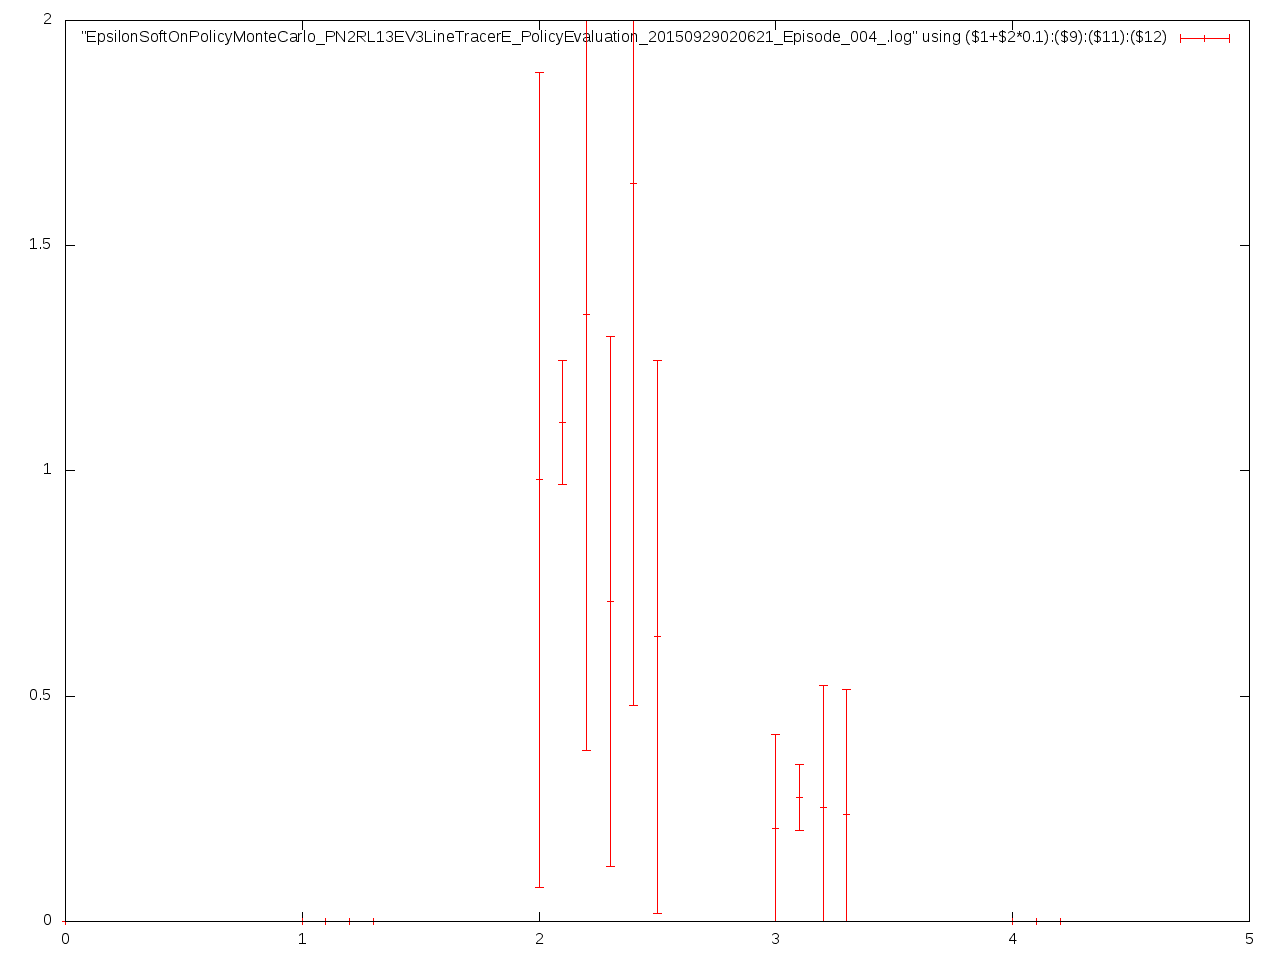 2
"EpsilonSoftOnPolicyMonteCarlo_PN2RL13EV3LineTracerE_PolicyEvaluation_20150929020621_Episode_004_.log" using ($1+$2*0.1):($9):($11):($12)
1.5
1
0.5
0
0 1 2 3 4 5